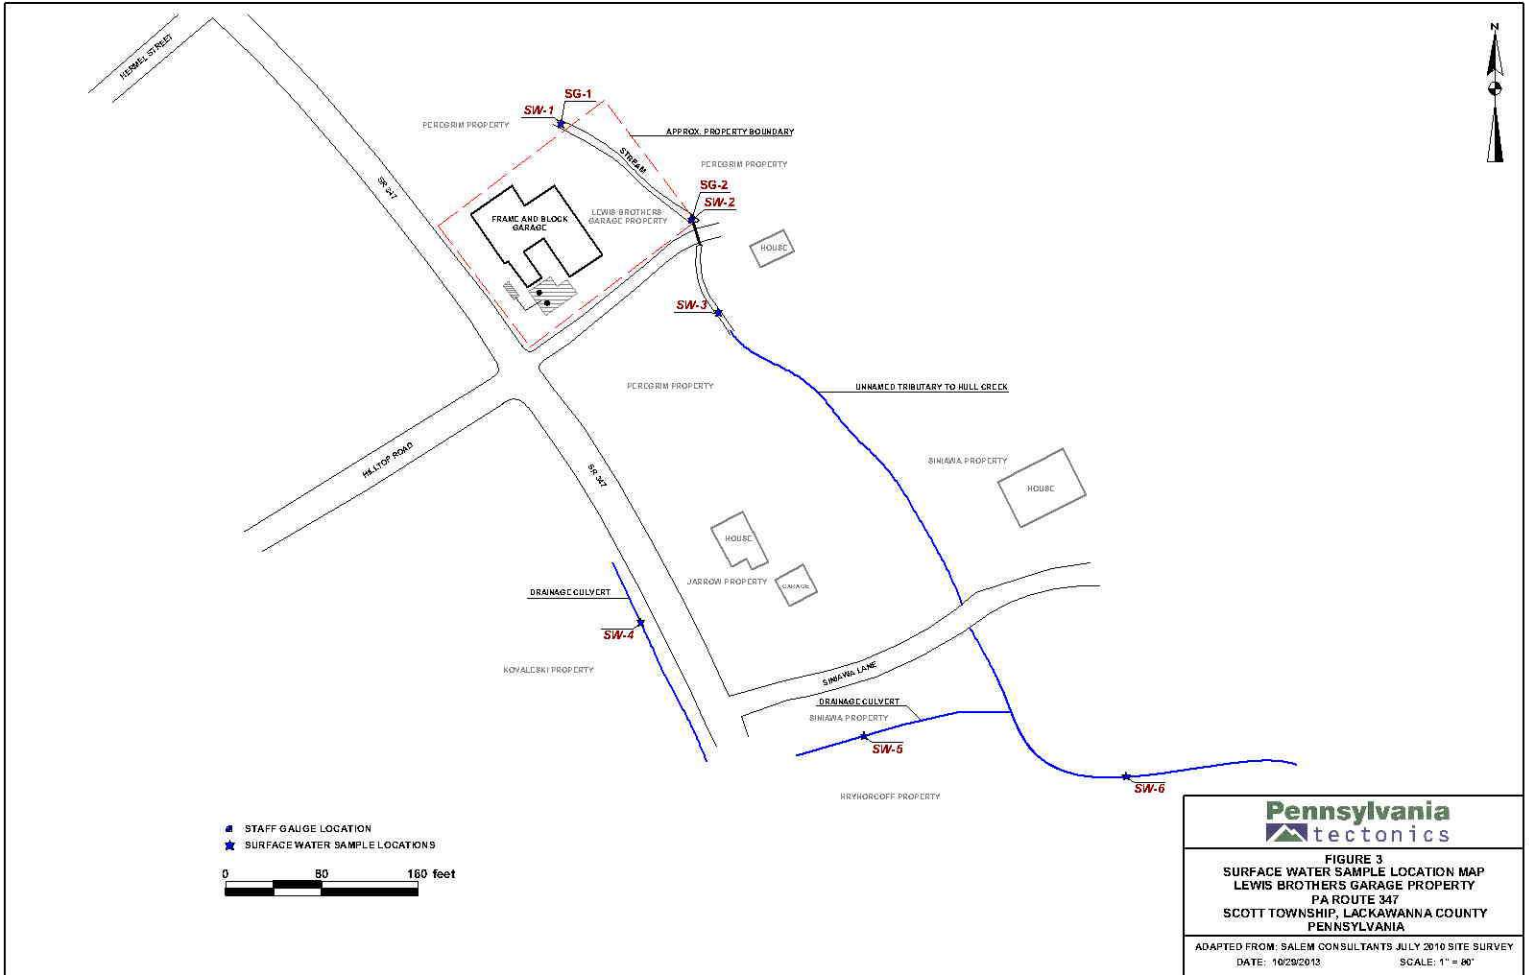 HERMEL STREET
N
SG-1
SW-1
PEREGRIM PROPERTY
APPROX. PROPERTY BOUNDARY
STREAM
PEREGRIM PROPERTY
SR 347
SG-2
SW-2
LEWIS BROTHERS
GARAGE PROPERTY
FRAME AND BLOCK
GARAGE
HOUSE
SW-3
PEREGRIM PROPERTY
UNNAMED TRIBUTARY TO HULL CREEK
HILLTOP ROAD
SR 347
SINIAWA PROPERTY
HOUSE
HOUSE
JARROW PROPERTY
GARAGE
DRAINAGE CULVERT
SW-4
KOVALESKI PROPERTY
SINIAWA LANE
DRAINAGE CULVERT
SINIAWA PROPERTY
SW-5
SW-6
HRYHORCOFF PROPERTY
STAFF GAUGE LOCATION
SURFACE WATER SAMPLE LOCATIONS
0 80 160 feet
Pennsylvania
tectonics
FIGURE 3
SURFACE WATER SAMPLE LOCATION MAP
LEWIS BROTHERS GARAGE PROPERTY
PA ROUTE 347
SCOTT TOWNSHIP, LACKAWANNA COUNTY
PENNSYLVANIA
ADAPTED FROM: SALEM CONSULTANTS JULY 2010 SITE SURVEY
DATE: 10/29/2013 SCALE: 1" = 80'